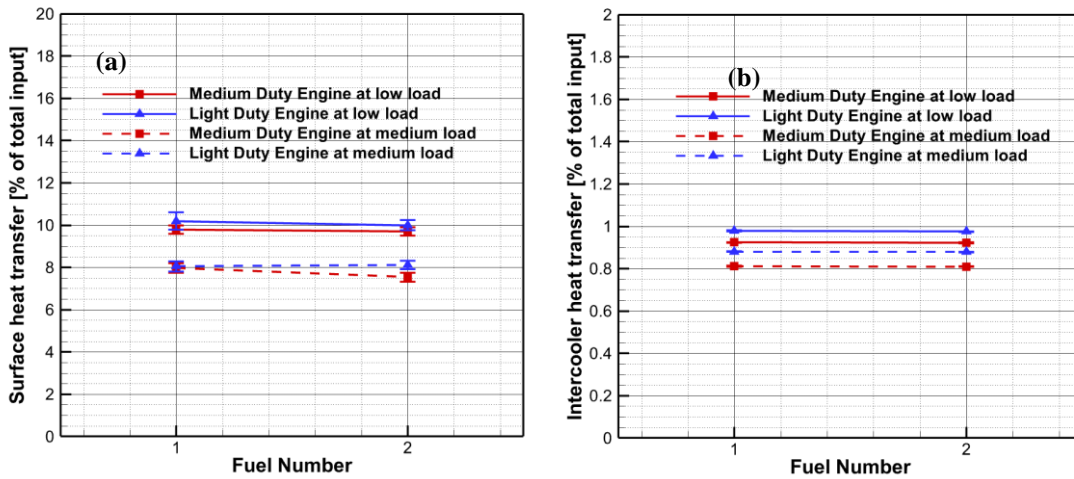 (a)
Medium Duty Engine at low load
Light Duty Engine at low load
Medium Duty Engine at medium load
Light Duty Engine at medium load
Surface heat transfer [% of total input]
20
18
16
14
12
10
8
6
4
2
0
1
2
Fuel Number
(b)
Medium Duty Engine at low load
Light Duty Engine at low load
Medium Duty Engine at medium load
Light Duty Engine at medium load
Intercooler heat transfer [% of total input]
2
1.8
1.6
1.4
1.2
1
0.8
0.6
0.4
0.2
0
1
2
Fuel Number